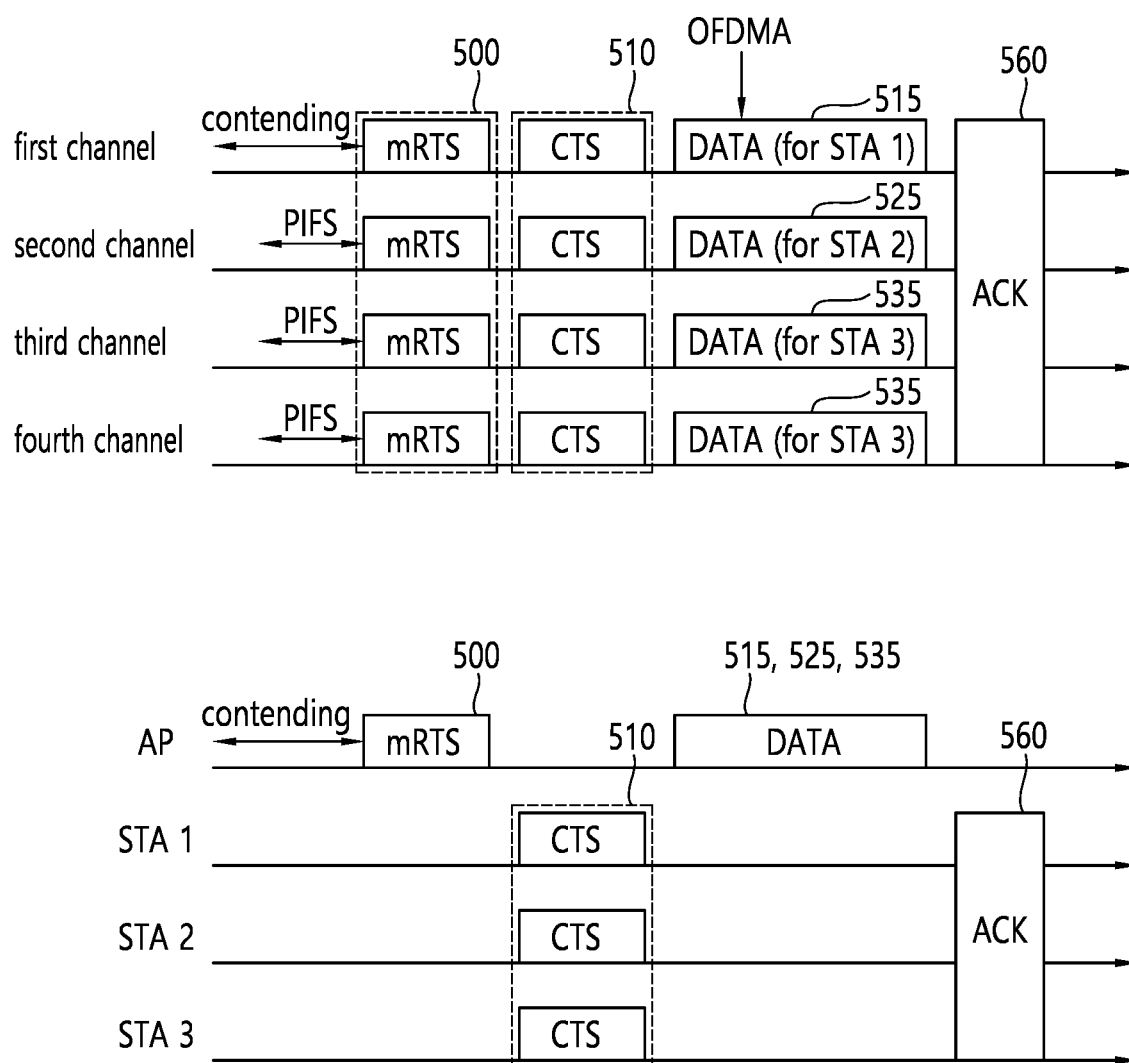 OFDMA
500 510 560
515
contending
first channel mRTS CTS DATA (for STA 1)
525
PIFS
second channel mRTS CTS DATA (for STA 2)
535
ACK
PIFS
third channel mRTS CTS DATA (for STA 3)
535
PIFS
fourth channel mRTS CTS DATA (for STA 3)
500 515, 525, 535
contending
510 560
AP mRTS DATA
STA 1 CTS
STA 2 CTS ACK
STA 3 CTS